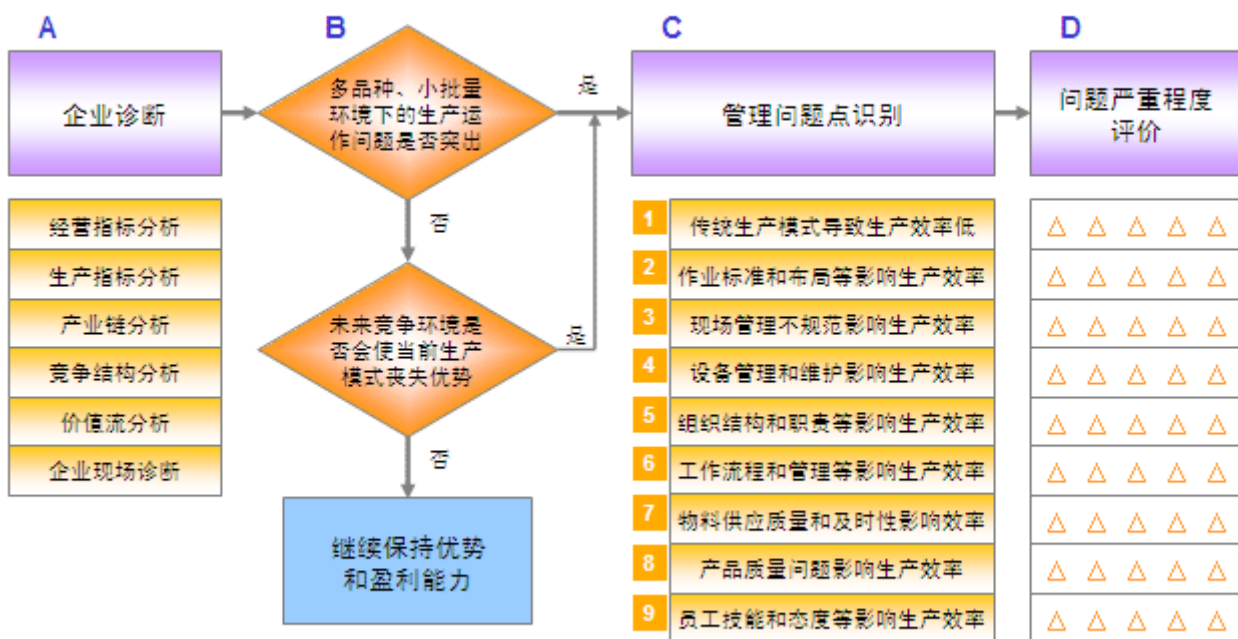 A
B
C
D
企业诊断
多品种、小批量
环境下的生产运
作问题是否突出
是
管理问题点识别
问题严重程度
评价
经营指标分析
生产指标分析
产业链分析
竞争结构分析
价值流分析
企业现场诊断
否
未来竞争环境是
否会使当前生产
模式丧失优势
是
否
继续保持优势
和盈利能力
1 传统生产模式导致生产效率低
2 作业标准和布局等影响生产效率
3 现场管理不规范影响生产效率
4 设备管理和维护影响生产效率
5 组织结构和职责等影响生产效率
6 工作流程和管理等影响生产效率
7 物料供应质量和及时性影响效率
8 产品质量问题影响生产效率
9 员工技能和态度等影响生产效率